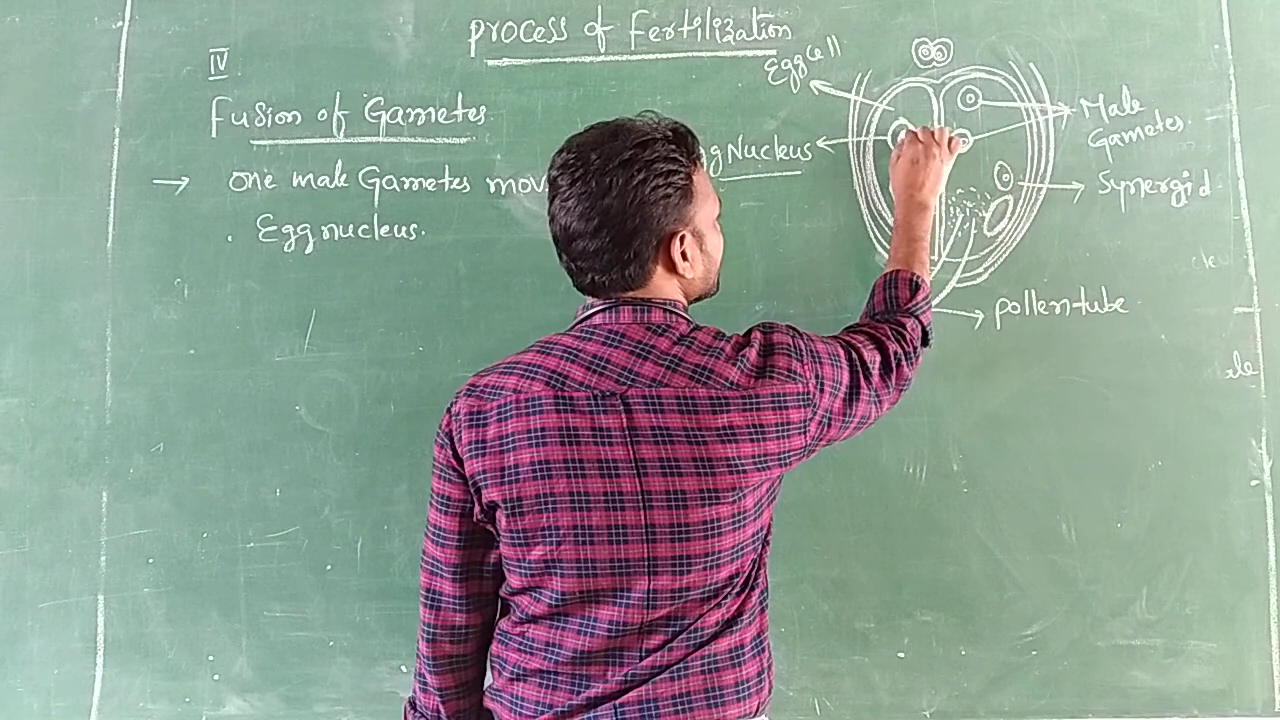 process of Fertilization
IV
Fusion of Gametes
→ one male Gametes mov
. Egg nucleus.
Egg cell
gg Nucleus
Male
Gametes.
Synergid
pollen tube